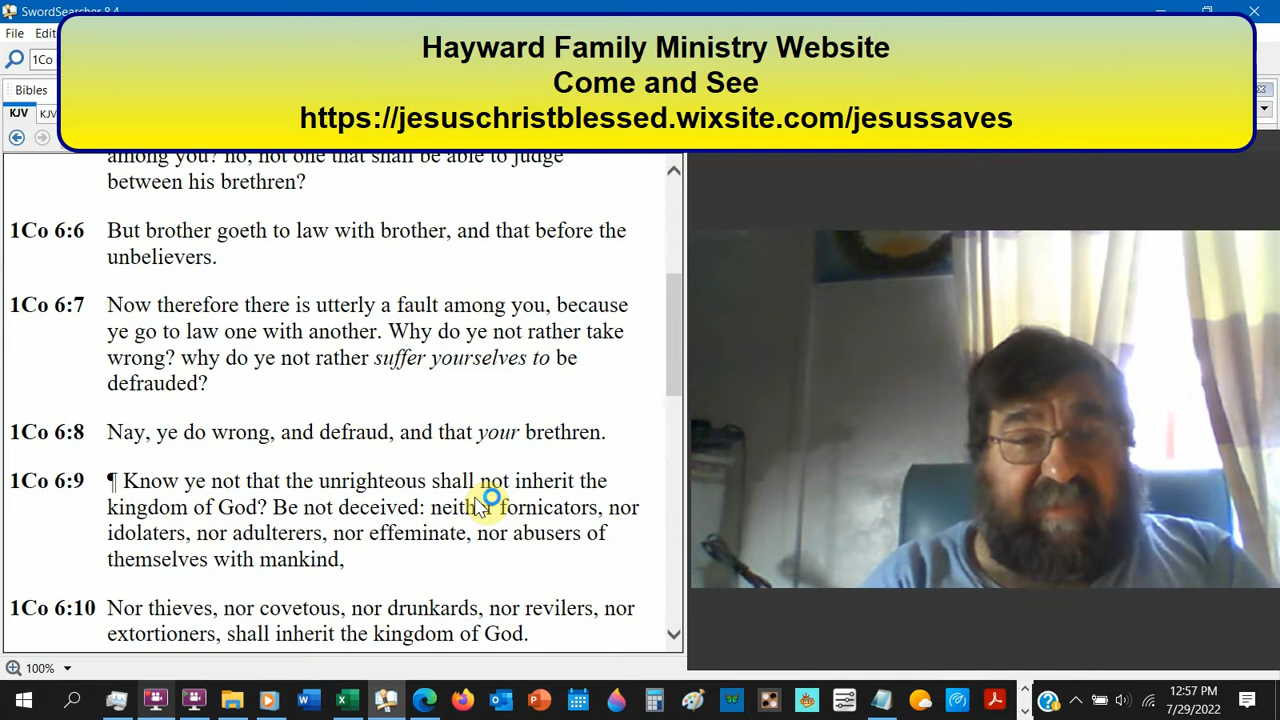 SwordSearcher 8.4
File Edi
Hayward Family Ministry Website
Come and See
https://jesuschristblessed.wixsite.com/jesussaves
1Co
Bibles
KJV KJV
among you? no, not one that shall be able to judge
between his brethren?
1Co 6:6 But brother goeth to law with brother, and that before the
unbelievers.
1Co 6:7 Now therefore there is utterly a fault among you, because
ye go to law one with another. Why do ye not rather take
wrong? why do ye not rather suffer yourselves to be
defrauded?
1Co 6:8 Nay, ye do wrong, and defraud, and that your brethren.
1Co 6:9 ¶ Know ye not that the unrighteous shall not inherit the
kingdom of God? Be not deceived: neither fornicators, nor
idolaters, nor adulterers, nor effeminate, nor abusers of
themselves with mankind,
1Co 6:10 Nor thieves, nor covetous, nor drunkards, nor revilers, nor
extortioners, shall inherit the kingdom of God.
100%
12:57 PM
7/29/2022